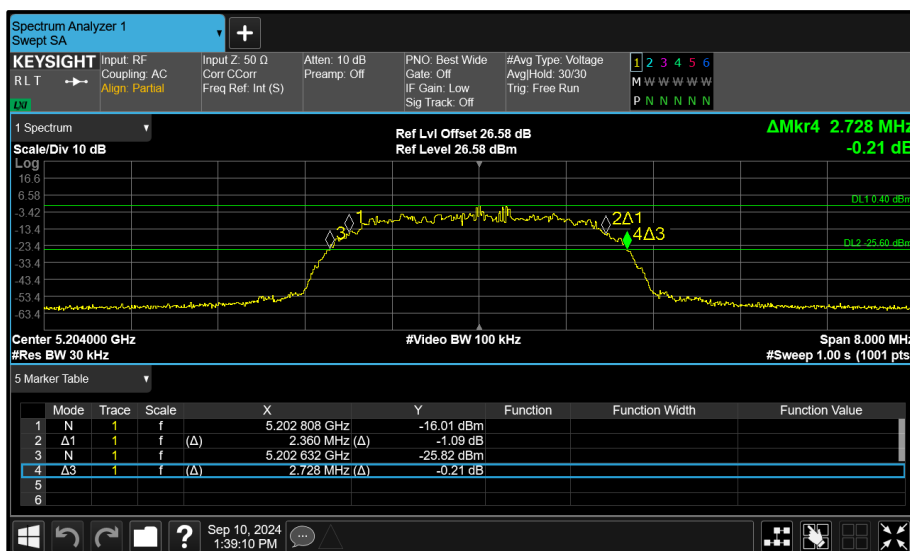 Spectrum Analyzer 1
Swept SA
+
KEYSIGHT Input: RF Input Z: 50 Ω Atten: 10 dB PNO: Best Wide #Avg Type: Voltage 1 2 3 4 5 6
R L T Coupling: AC Corr CCorr Preamp: Off Gate: Off Avg|Hold: 30/30 M W W W W W
Align: Partial Freq Ref: Int (S) IF Gain: Low Trig: Free Run
LXI Sig Track: Off P N N N N N
1 Spectrum Ref Lvl Offset 26.58 dB ΔMkr4 2.728 MHz
Scale/Div 10 dB Ref Level 26.58 dBm -0.21 dB
Log
16.6
6.58 DL1 0.40 dBm
-3.42
1 2Δ1
-13.4
3 4Δ3
-23.4 DL2 -25.60 dBm
-33.4
-43.4
-53.4
-63.4
Center 5.204000 GHz #Video BW 100 kHz Span 8.000 MHz
#Res BW 30 kHz #Sweep 1.00 s (1001 pts
5 Marker Table
Mode Trace Scale X Y Function Function Width Function Value
1 N 1 f 5.202 808 GHz -16.01 dBm
2 Δ1 1 f (Δ) 2.360 MHz (Δ) -1.09 dB
3 N 1 f 5.202 632 GHz -25.82 dBm
4 Δ3 1 f (Δ) 2.728 MHz (Δ) -0.21 dB
5
6
? Sep 10, 2024
1:39:10 PM